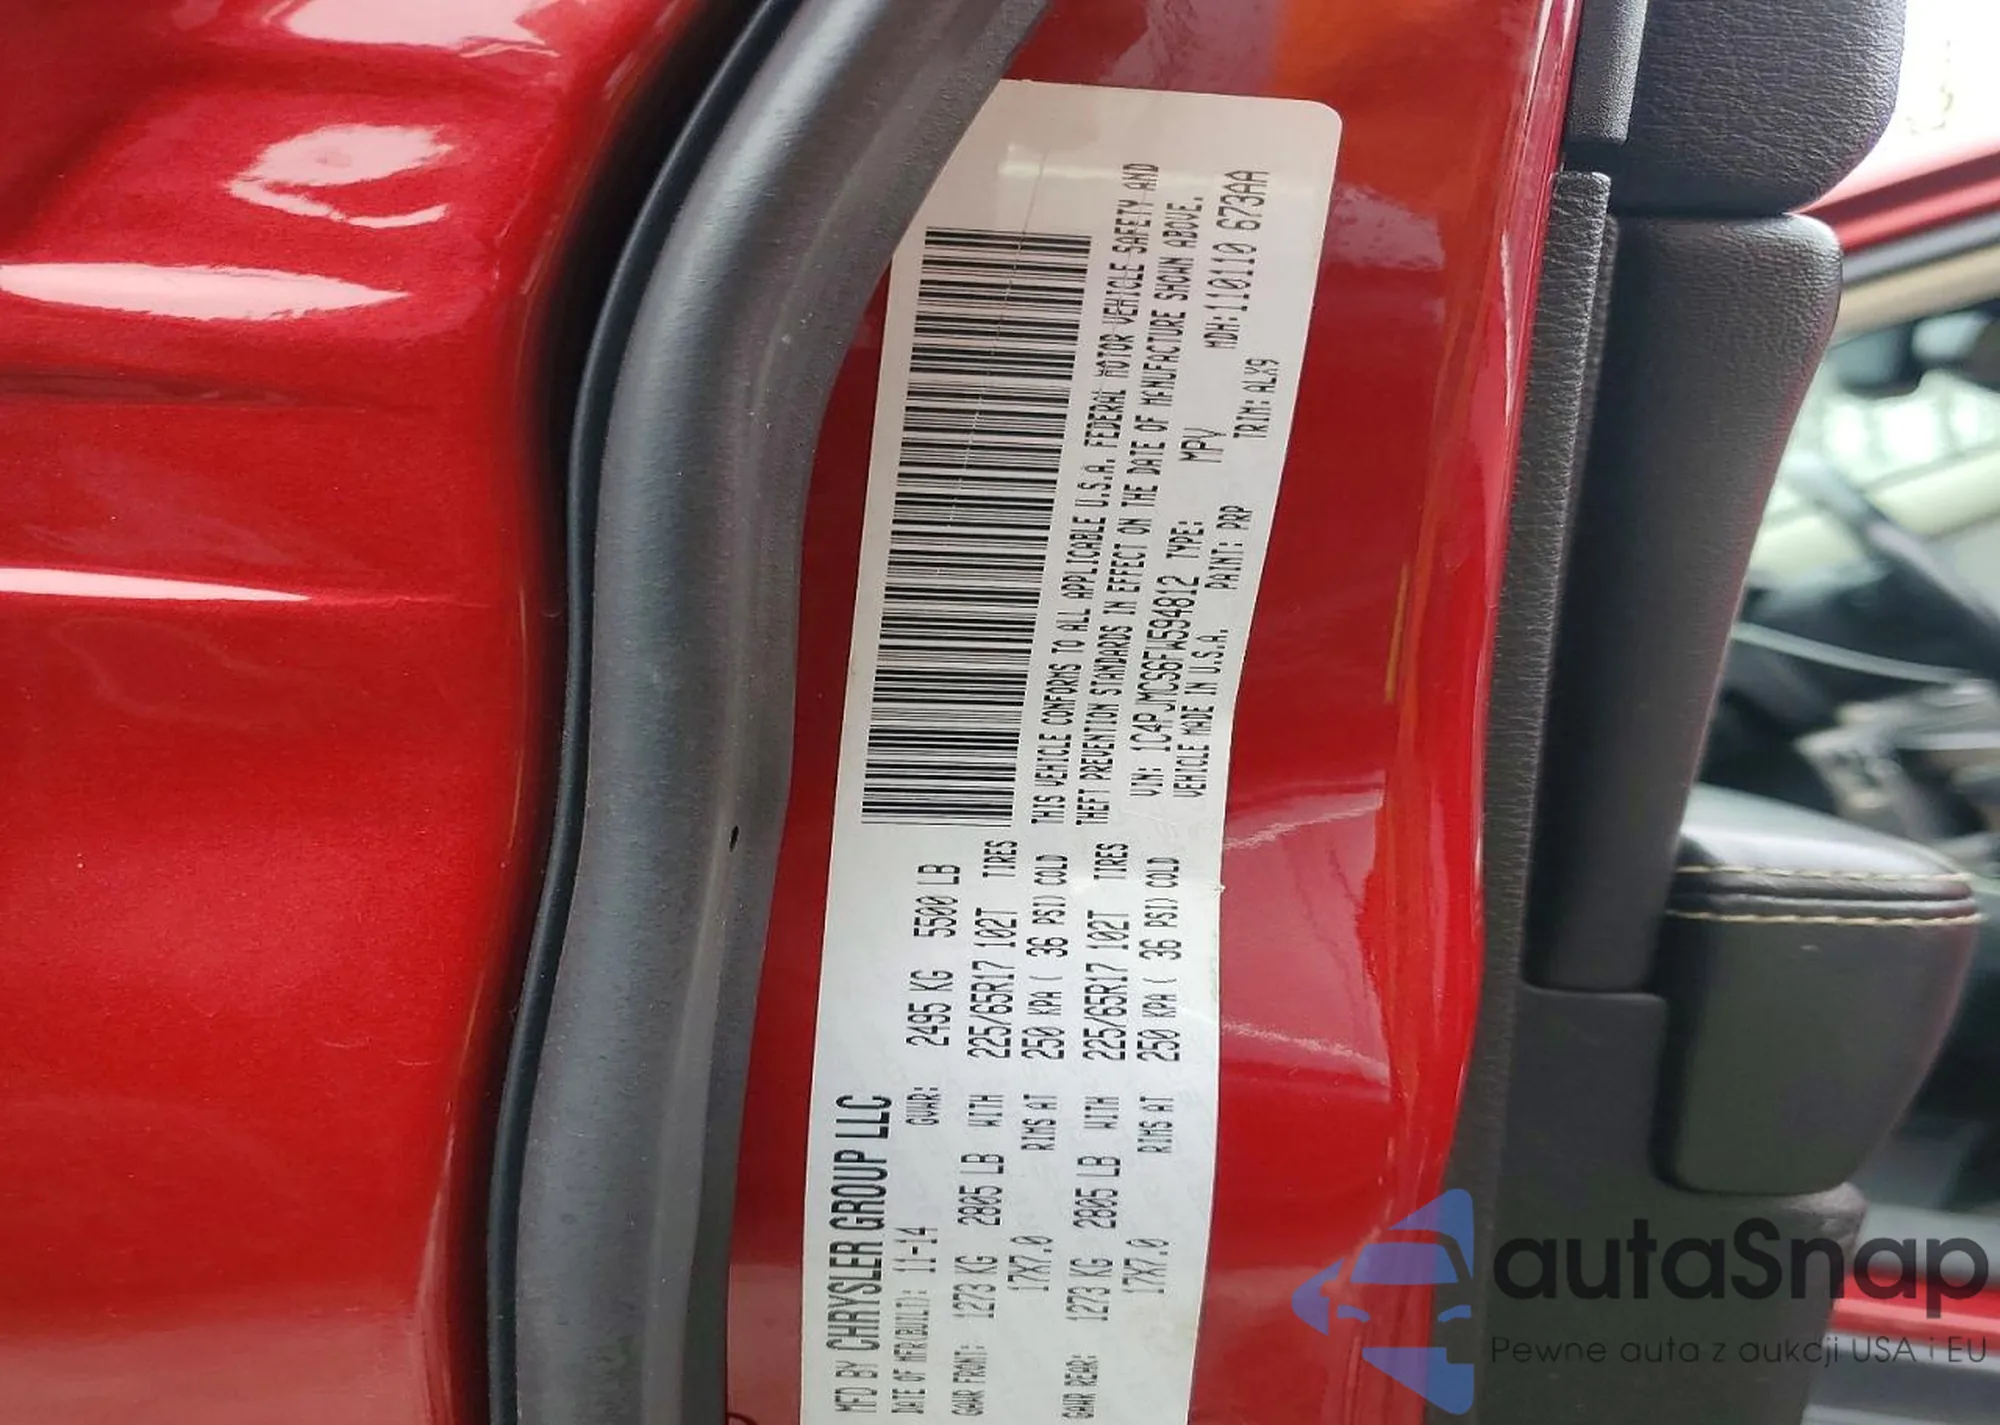 MFD BY CHRYSLER GROUP LLC
DATE OF MFR(BUILT): 11-14 GVWR: 2495 KG 5500 LB
GAWR FRONT: 1273 KG 2805 LB WITH 225/65R17 102T TIRES
17X7.0 RIMS AT 250 KPA ( 36 PSI) COLD
GAWR REAR: 1273 KG 2805 LB WITH 225/65R17 102T TIRES
17X7.0 RIMS AT 250 KPA ( 36 PSI) COLD
THIS VEHICLE CONFORMS TO ALL APPLICABLE U.S.A. FEDERAL MOTOR VEHICLE SAFETY AND
THEFT PREVENTION STANDARDS IN EFFECT ON THE DATE OF MANUFACTURE SHOWN ABOVE.
VIN: 1C4PJMCS6FW594812 TYPE: MPV MDH:110110 673AA
VEHICLE MADE IN U.S.A. PAINT: PRP TRIM: ALX9
autaSnap
Pewne auta z aukcji USA i EU